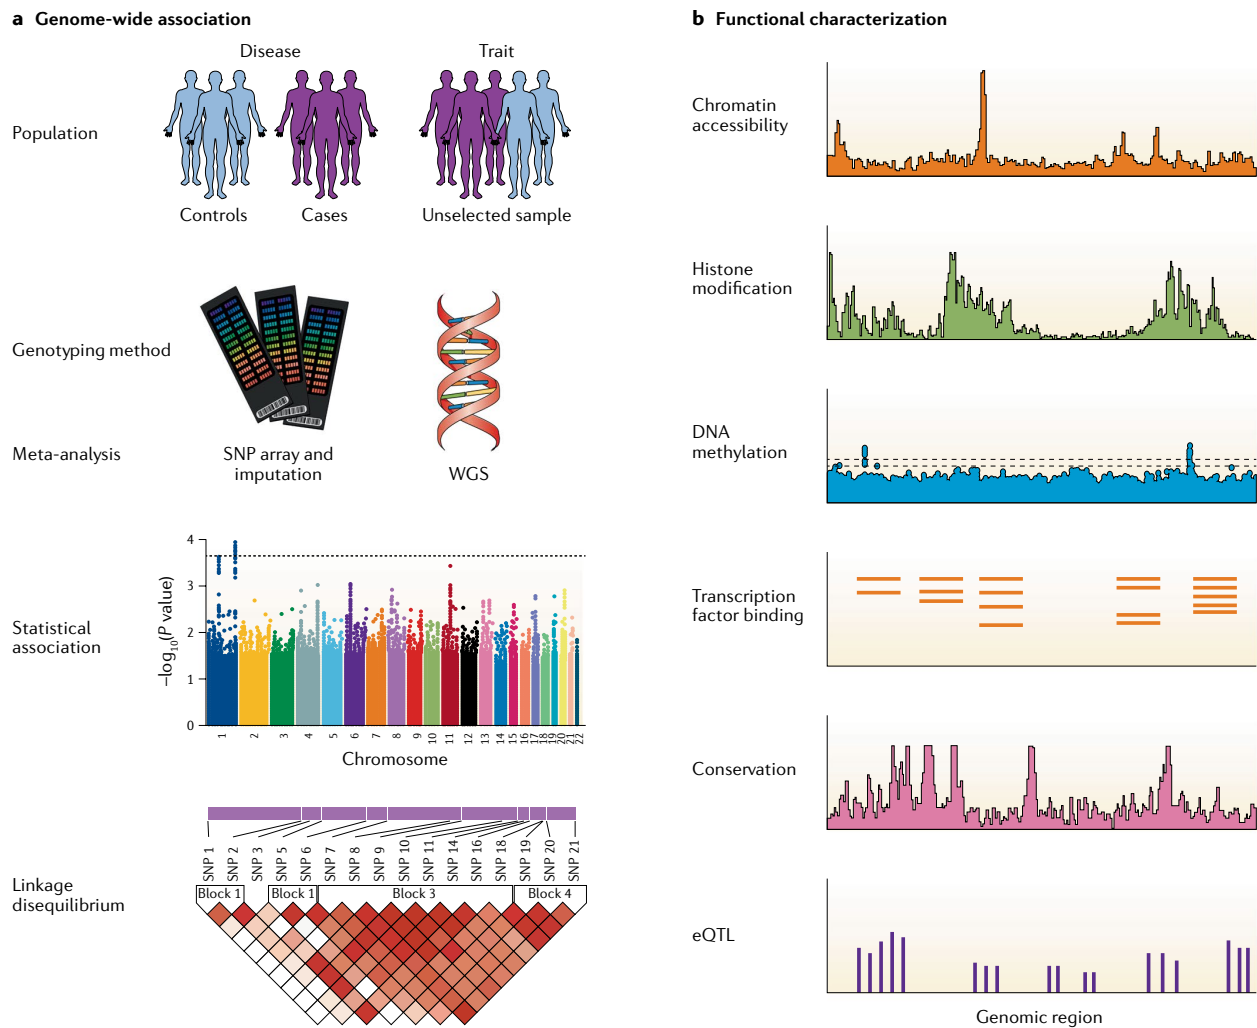 a Genome-wide association
Disease
Trait
Population
Controls
Cases
Unselected sample
Genotyping method
Meta-analysis
SNP array and
imputation
WGS
Statistical
association
–log10(P value)
4
3
2
1
0
1 2 3 4 5 6 7 8 9 10 11 12 13 14 15 16 17 18 19 20 21 22
Chromosome
Linkage
disequilibrium
SNP 1
SNP 2
SNP 3
SNP 5
SNP 6
SNP 7
SNP 8
SNP 9
SNP 10
SNP 11
SNP 14
SNP 16
SNP 18
SNP 19
SNP 20
SNP 21
Block 1
Block 1
Block 3
Block 4
b Functional characterization
Chromatin
accessibility
Histone
modification
DNA
methylation
Transcription
factor binding
Conservation
eQTL
Genomic region